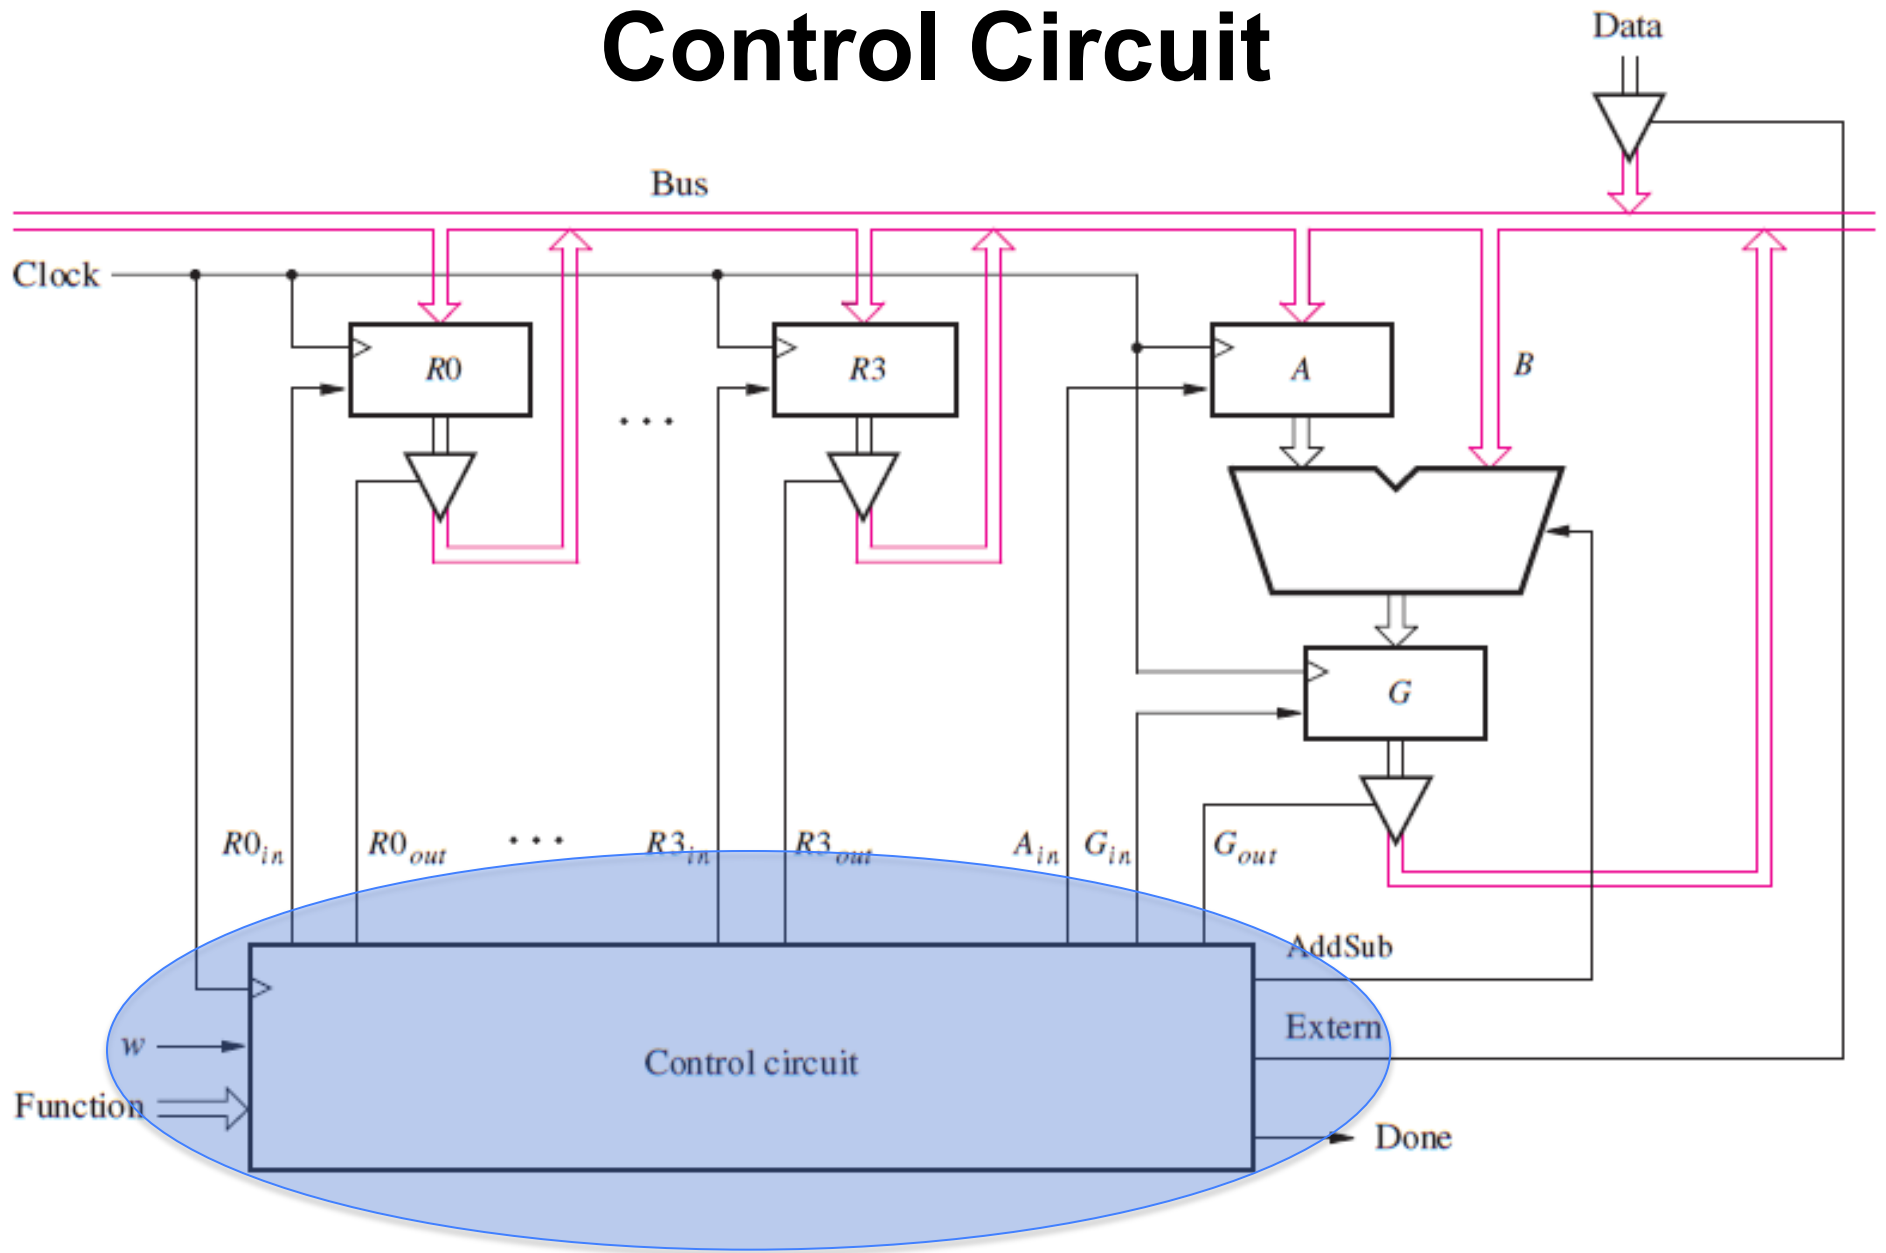 Control Circuit
Data
Bus
Clock
R0
R3
A
B
. . .
G
R0in
R0out
. . .
R3in
R3out
Ain
Gin
Gout
AddSub
Extern
w
Control circuit
Function
Done